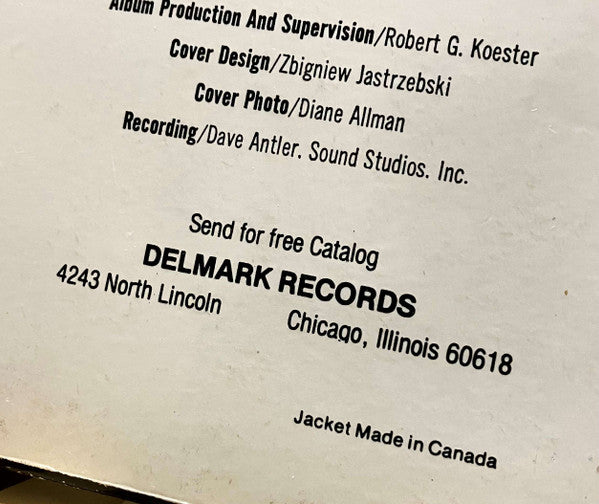 Album Production And Supervision/Robert G. Koester
Cover Design/Zbigniew Jastrzebski
Cover Photo/Diane Allman
Recording/Dave Antler. Sound Studios. Inc.
Send for free Catalog
DELMARK RECORDS
4243 North Lincoln Chicago, Illinois 60618
Jacket Made in Canada